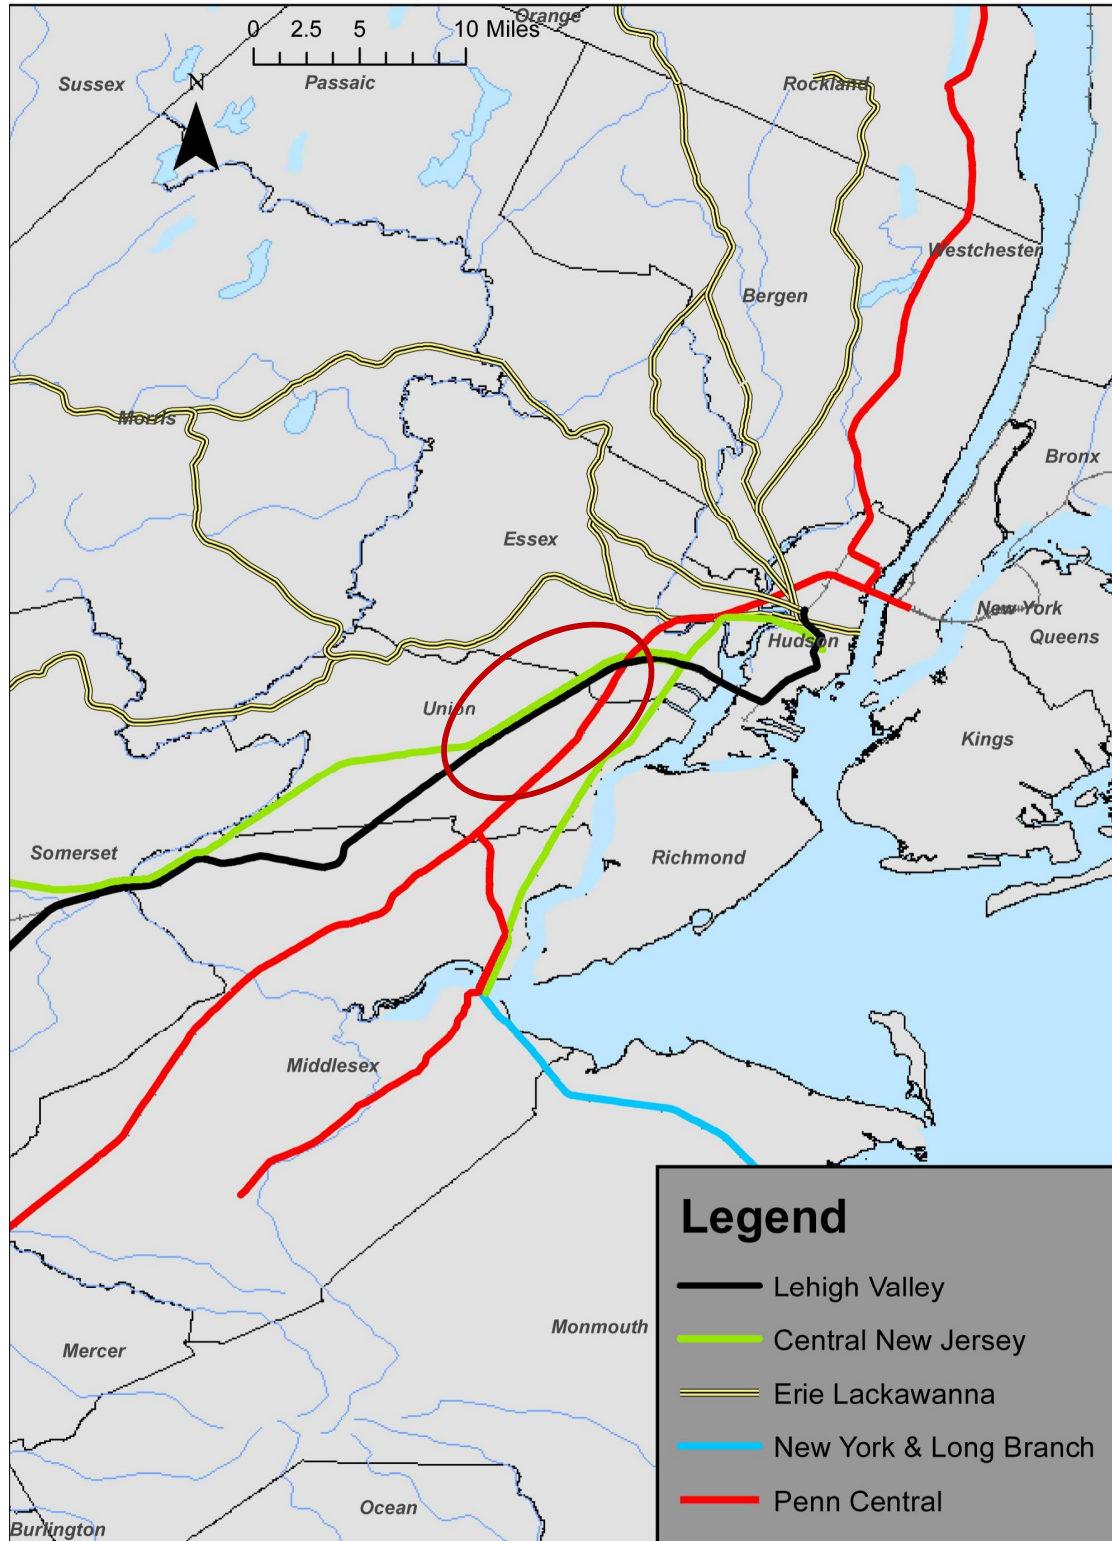 Orange
0 2.5 5 10 Miles
N
Sussex
Passaic
Rockland
Westchester
Bergen
Morris
Bronx
Essex
New York
Queens
Hudson
Union
Kings
Somerset
Richmond
Middlesex
Monmouth
Mercer
Ocean
Burlington
Legend
Lehigh Valley
Central New Jersey
Erie Lackawanna
New York & Long Branch
Penn Central